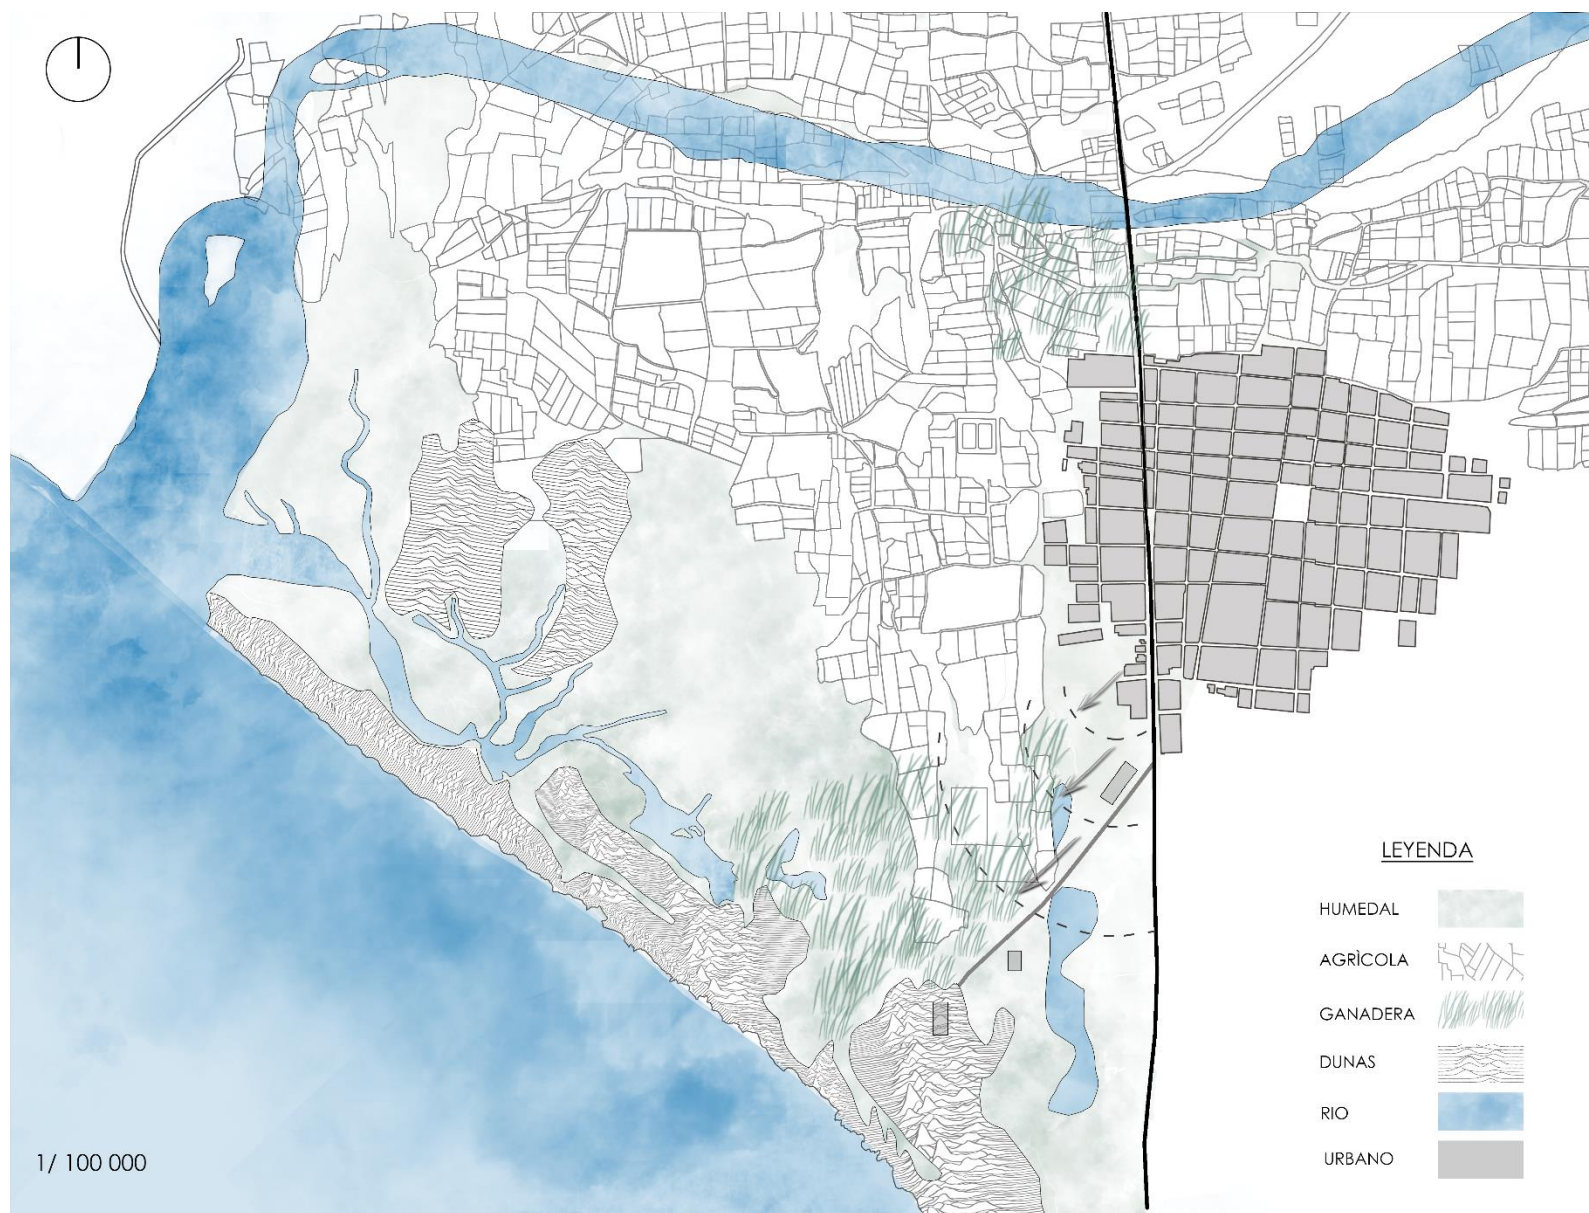 LEYENDA
HUMEDAL
AGRÌCOLA
GANADERA
DUNAS
RIO
URBANO
1/ 100 000